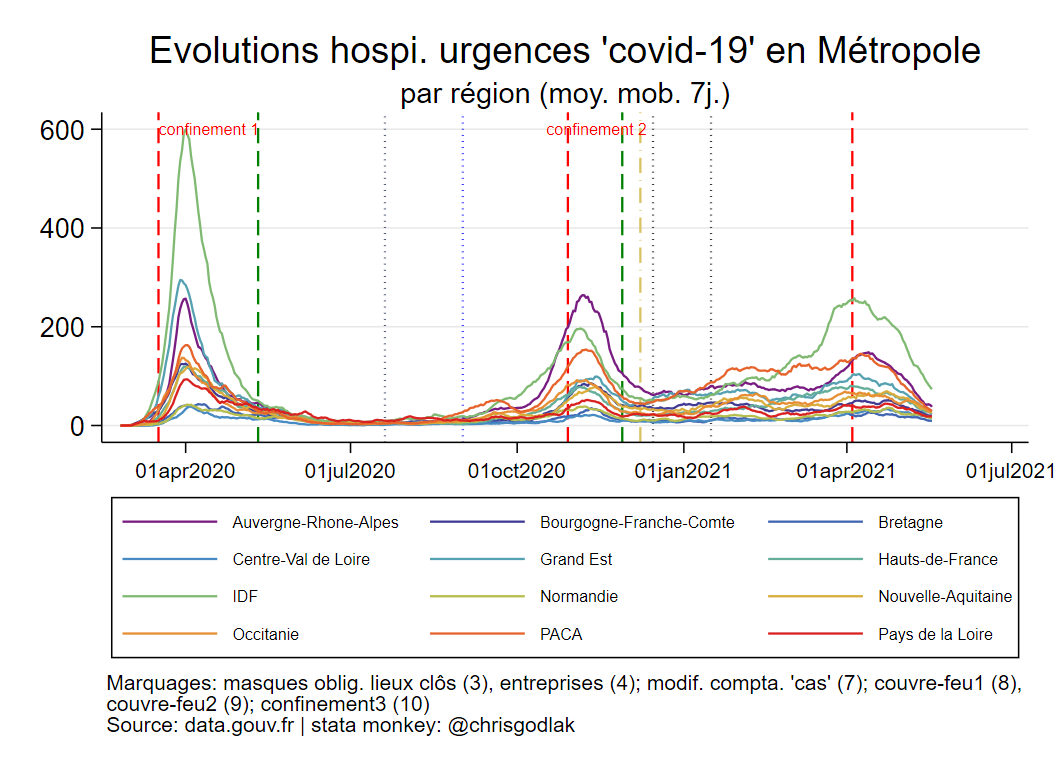 Evolutions hospi. urgences 'covid-19' en Métropole
par région (moy. mob. 7j.)
confinement 1
confinement 2
600
400
200
0
01apr2020
01jul2020
01oct2020
01jan2021
01apr2021
01jul2021
Auvergne-Rhone-Alpes
Bourgogne-Franche-Comte
Bretagne
Centre-Val de Loire
Grand Est
Hauts-de-France
IDF
Normandie
Nouvelle-Aquitaine
Occitanie
PACA
Pays de la Loire
Marquages: masques oblig. lieux clôs (3), entreprises (4); modif. compta. 'cas' (7); couvre-feu1 (8),
couvre-feu2 (9); confinement3 (10)
Source: data.gouv.fr | stata monkey: @chrisgodlak